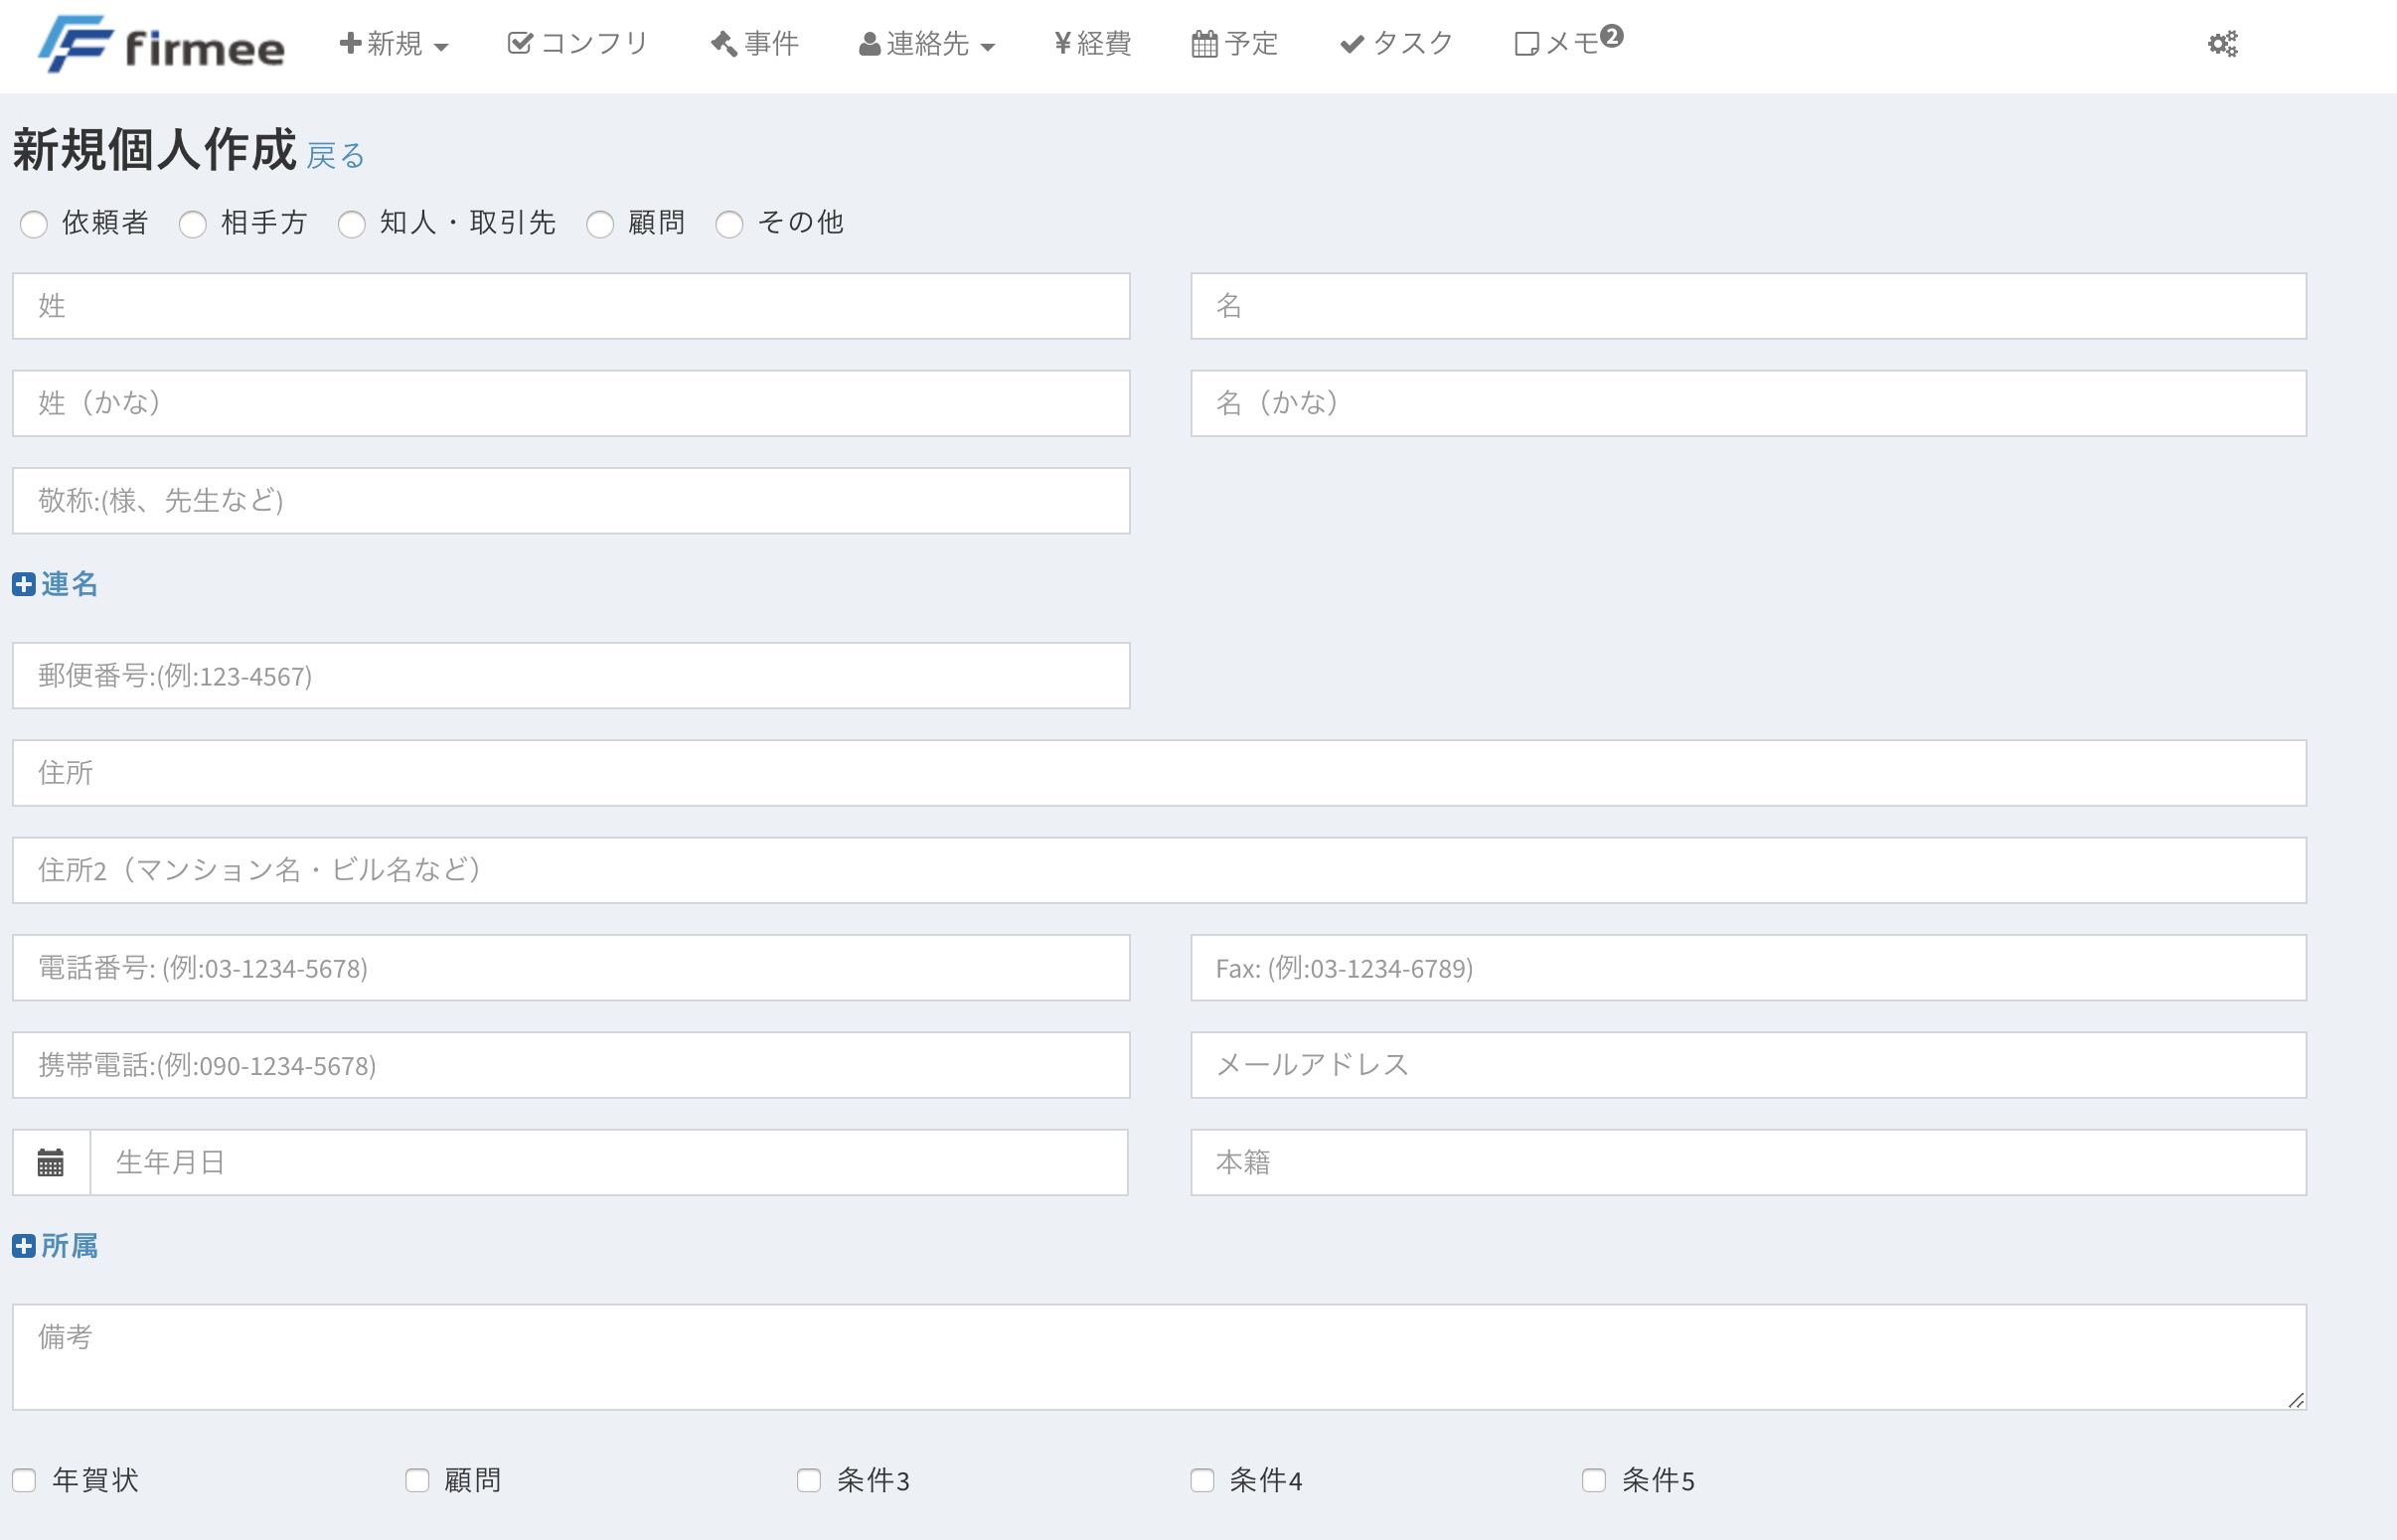 firmee 新規 コンフリ 事件 連絡先 ¥経費 予定 タスク メモ2
新規個人作成 戻る
依頼者 相手方 知人・取引先 顧問 その他
姓 名
姓（かな） 名（かな）
敬称:(様、先生など)
連名
郵便番号:(例:123-4567)
住所
住所2（マンション名・ビル名など）
電話番号: (例:03-1234-5678) Fax: (例:03-1234-6789)
携帯電話:(例:090-1234-5678) メールアドレス
生年月日 本籍
所属
備考
年賀状 顧問 条件3 条件4 条件5